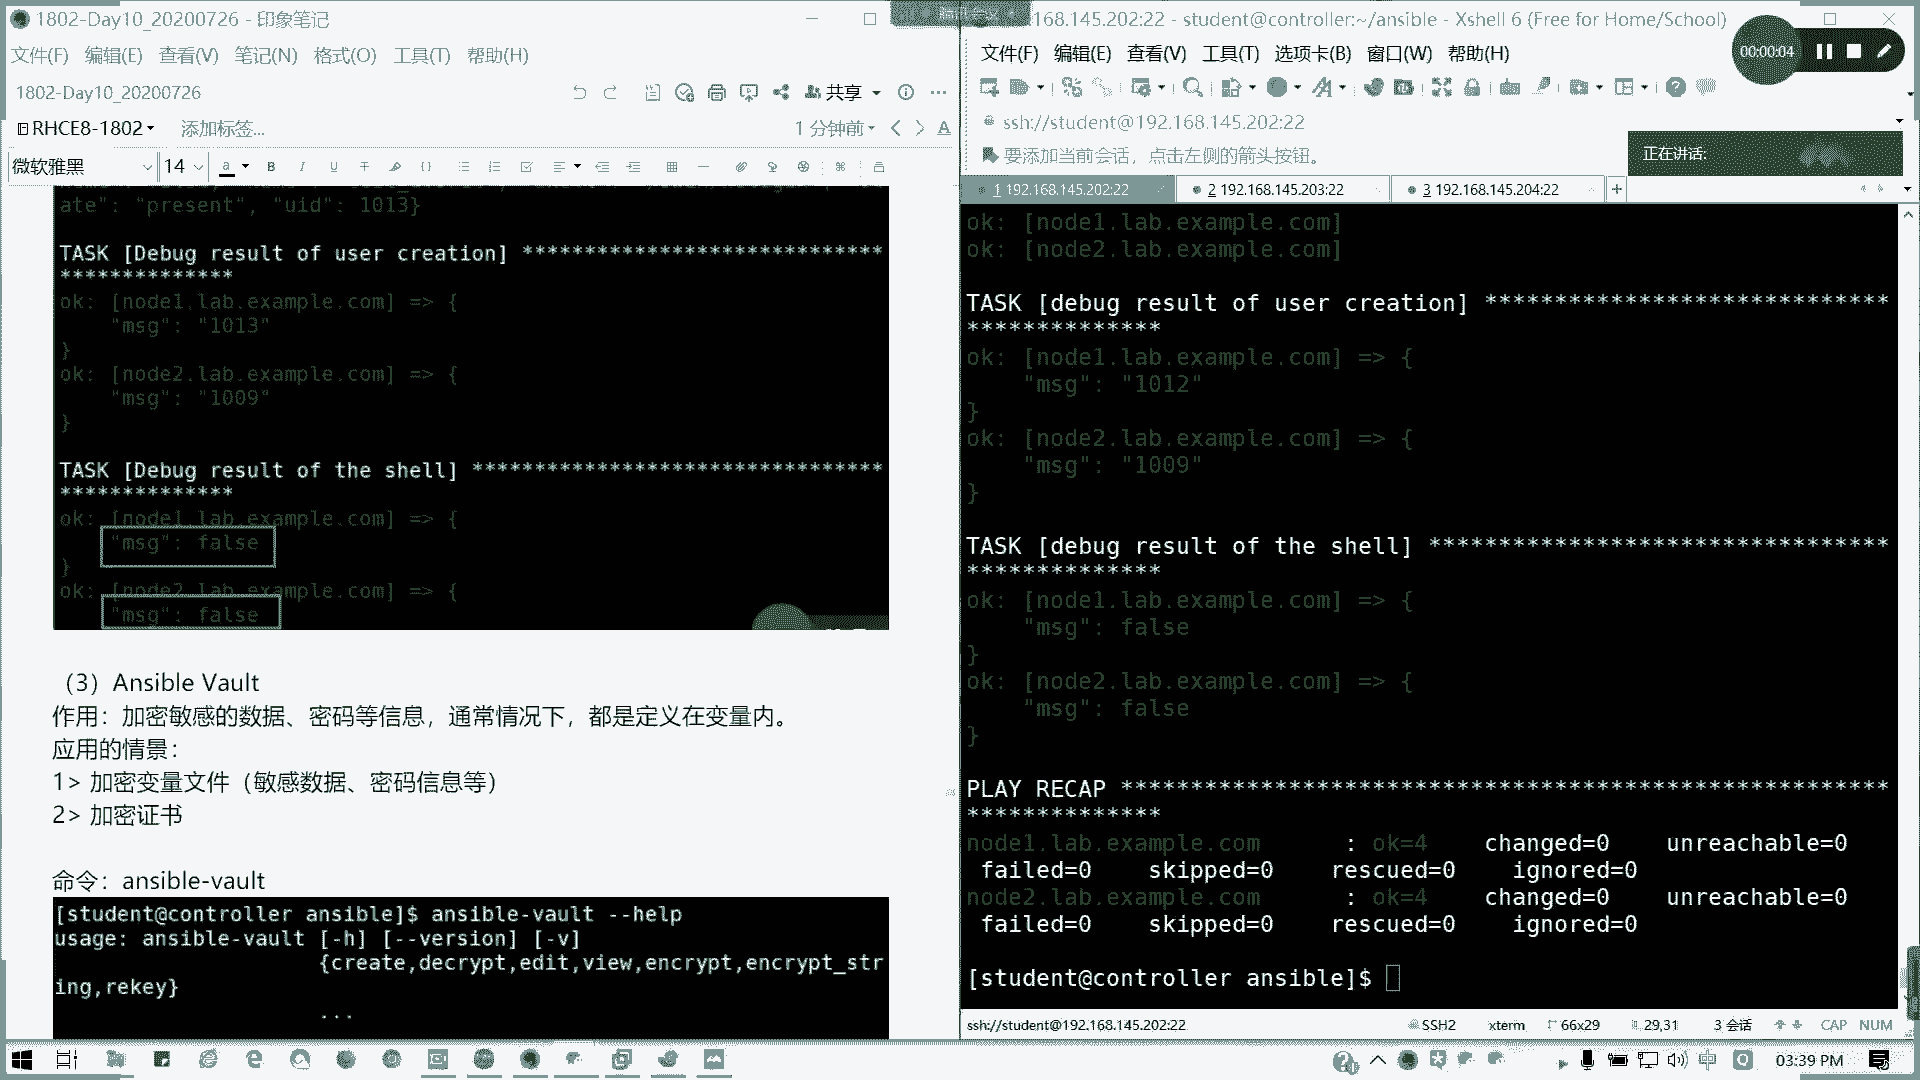 1802-Day10_20200726 - 印象笔记
文件(F) 编辑(E) 查看(V) 笔记(N) 格式(O) 工具(T) 帮助(H)
1802-Day10_20200726
共享
RHCE8-1802
添加标签...
1 分钟前
微软雅黑
14
ate": "present", "uid": 1013}
TASK [Debug result of user creation] *****************************
**************
ok: [node1.lab.example.com] => {
"msg": "1013"
}
ok: [node2.lab.example.com] => {
"msg": "1009"
}
TASK [Debug result of the shell] *********************************
**************
ok: [node1.lab.example.com] => {
"msg": false
}
ok: [node2.lab.example.com] => {
"msg": false
（3）Ansible Vault
作用：加密敏感的数据、密码等信息，通常情况下，都是定义在变量内。
应用的情景：
1> 加密变量文件（敏感数据、密码信息等）
2> 加密证书
命令：ansible-vault
[student@controller ansible]$ ansible-vault --help
usage: ansible-vault [-h] [--version] [-v]
{create,decrypt,edit,view,encrypt,encrypt_str
ing,rekey}
...
168.145.202:22 - student@controller:~/ansible - Xshell 6 (Free for Home/School)
文件(F) 编辑(E) 查看(V) 工具(T) 选项卡(B) 窗口(W) 帮助(H)
00:00:04
ssh://student@192.168.145.202:22
要添加当前会话，点击左侧的箭头按钮。
正在讲话:
1 192.168.145.202:22
2 192.168.145.203:22
3 192.168.145.204:22
ok: [node1.lab.example.com]
ok: [node2.lab.example.com]
TASK [debug result of user creation] *****************************
**************
ok: [node1.lab.example.com] => {
"msg": "1012"
}
ok: [node2.lab.example.com] => {
"msg": "1009"
}
TASK [debug result of the shell] *********************************
**************
ok: [node1.lab.example.com] => {
"msg": false
}
ok: [node2.lab.example.com] => {
"msg": false
}
PLAY RECAP *******************************************************
**************
node1.lab.example.com : ok=4 changed=0 unreachable=0
failed=0 skipped=0 rescued=0 ignored=0
node2.lab.example.com : ok=4 changed=0 unreachable=0
failed=0 skipped=0 rescued=0 ignored=0
[student@controller ansible]$
ssh://student@192.168.145.202:22
SSH2
xterm
66x29
29,31
3 会话
CAP NUM
中
03:39 PM